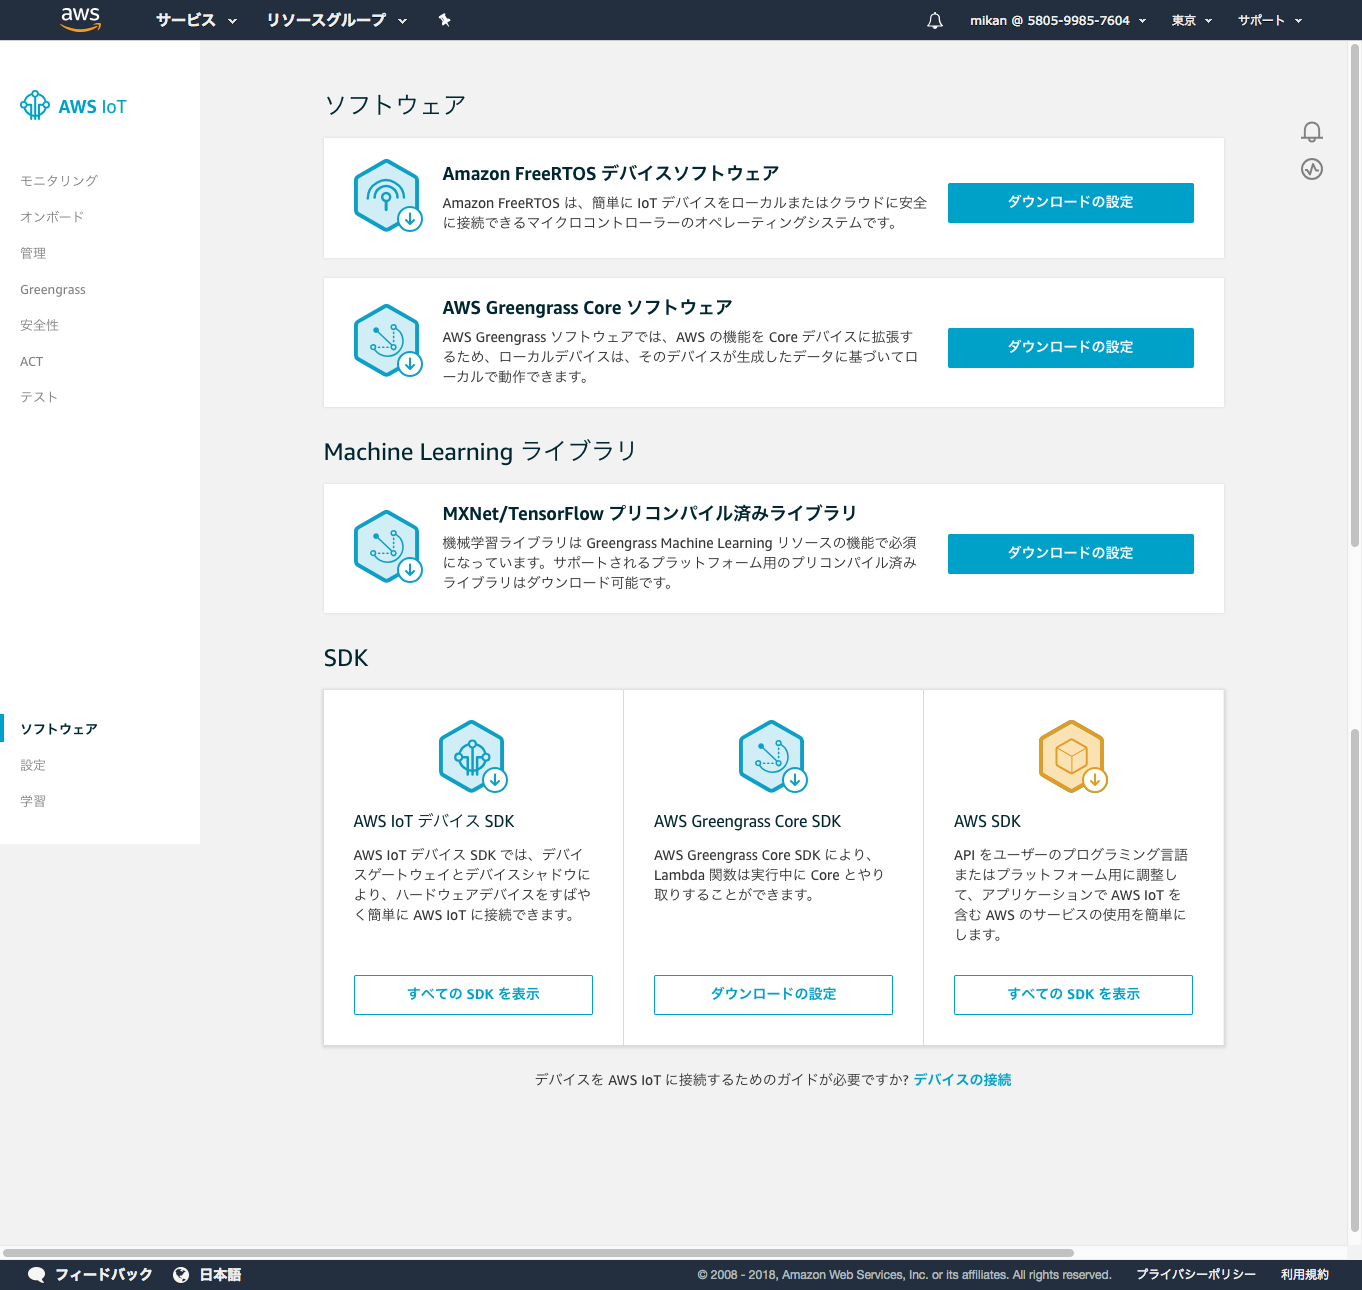 aws
サービス
リソースグループ
mikan @ 5805-9985-7604
東京
サポート
AWS IoT
モニタリング
オンボード
管理
Greengrass
安全性
ACT
テスト
ソフトウェア
設定
学習
ソフトウェア
Amazon FreeRTOS デバイスソフトウェア
Amazon FreeRTOS は、簡単に IoT デバイスをローカルまたはクラウドに安全
に接続できるマイクロコントローラーのオペレーティングシステムです。
ダウンロードの設定
AWS Greengrass Core ソフトウェア
AWS Greengrass ソフトウェアでは、AWS の機能を Core デバイスに拡張す
るため、ローカルデバイスは、そのデバイスが生成したデータに基づいてロ
ーカルで動作できます。
ダウンロードの設定
Machine Learning ライブラリ
MXNet/TensorFlow プリコンパイル済みライブラリ
機械学習ライブラリは Greengrass Machine Learning リソースの機能で必須
になっています。サポートされるプラットフォーム用のプリコンパイル済み
ライブラリはダウンロード可能です。
ダウンロードの設定
SDK
AWS IoT デバイス SDK
AWS IoT デバイス SDK では、デバイ
スゲートウェイとデバイスシャドウに
より、ハードウェアデバイスをすばや
く簡単に AWS IoT に接続できます。
すべての SDK を表示
AWS Greengrass Core SDK
AWS Greengrass Core SDK により、
Lambda 関数は実行中に Core とやり
取りすることができます。
ダウンロードの設定
AWS SDK
API をユーザーのプログラミング言語
またはプラットフォーム用に調整し
て、アプリケーションで AWS IoT を
含む AWS のサービスの使用を簡単に
します。
すべての SDK を表示
デバイスを AWS IoT に接続するためのガイドが必要ですか? デバイスの接続
フィードバック
日本語
© 2008 - 2018, Amazon Web Services, Inc. or its affiliates. All rights reserved.
プライバシーポリシー
利用規約